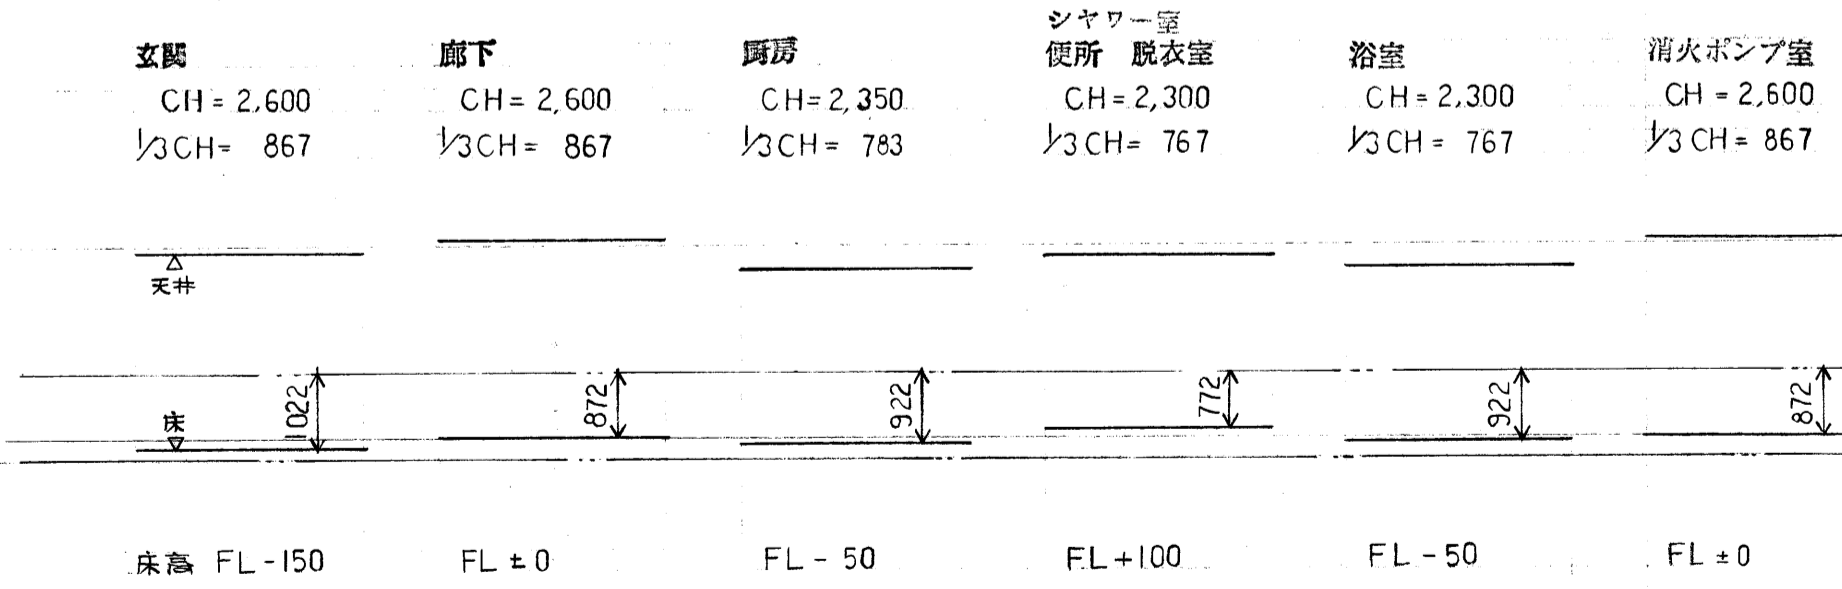 シャワー室
玄関 廊下 厨房 便所 脱衣室 浴室 消火ポンプ室
CH = 2,600 CH = 2,600 CH = 2,350 CH = 2,300 CH = 2,300 CH = 2,600
1/3CH = 867 1/3CH = 867 1/3CH = 783 1/3CH = 767 1/3CH = 767 1/3CH = 867
天井
1022 872 922 772 922 872
床
床高 FL-150 FL±0 FL-50 FL+100 FL-50 FL±0